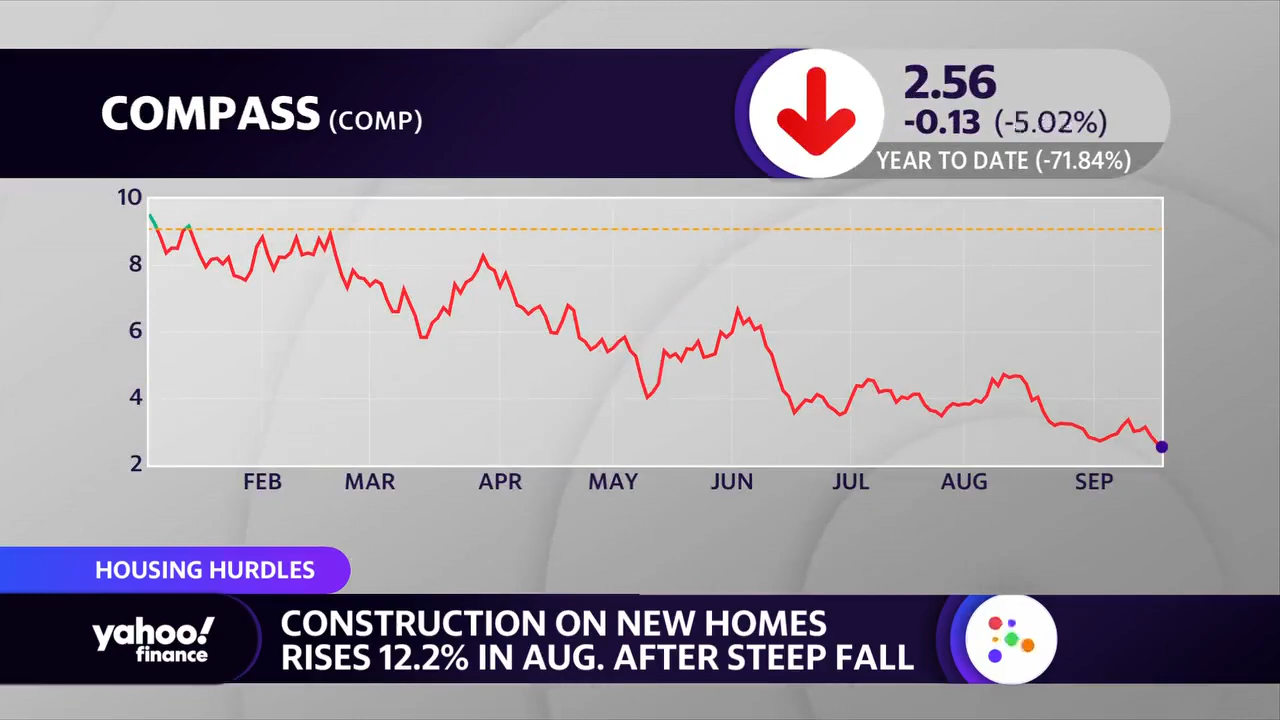 COMPASS (COMP)
2.56
-0.13 (-5.02%)
YEAR TO DATE (-71.84%)
10
8
6
4
2
FEB MAR APR MAY JUN JUL AUG SEP
HOUSING HURDLES
yahoo!
finance
CONSTRUCTION ON NEW HOMES
RISES 12.2% IN AUG. AFTER STEEP FALL